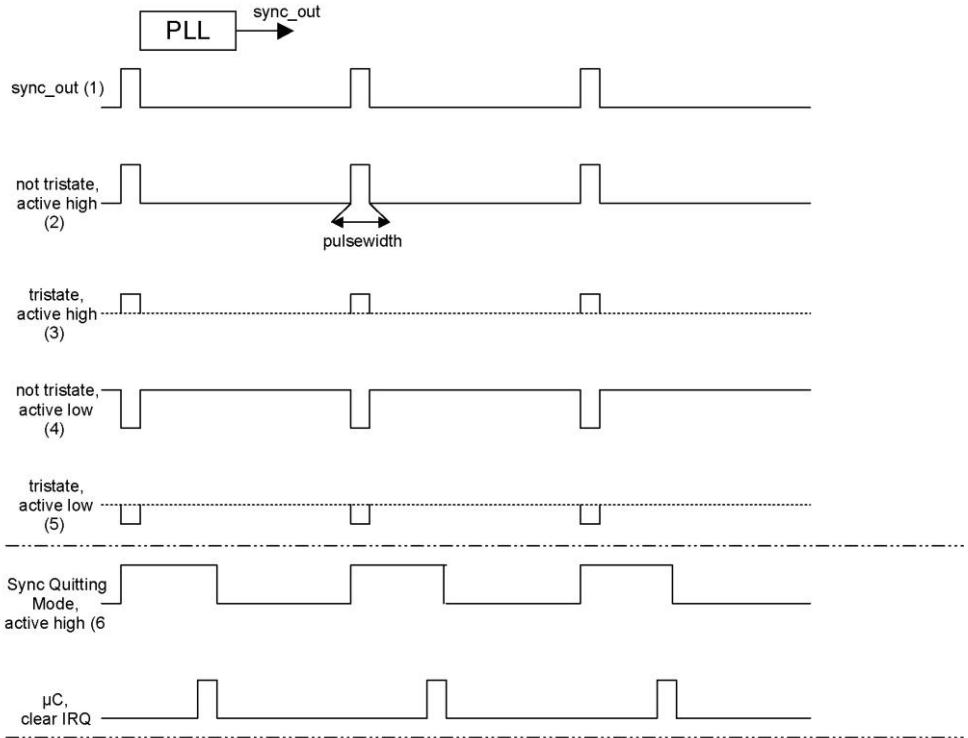 PLL
sync_out
sync_out (1)
not tristate,
active high
(2)
pulsewidth
tristate,
active high
(3)
not tristate,
active low
(4)
tristate,
active low
(5)
Sync Quitting
Mode,
active high (6
µC,
clear IRQ